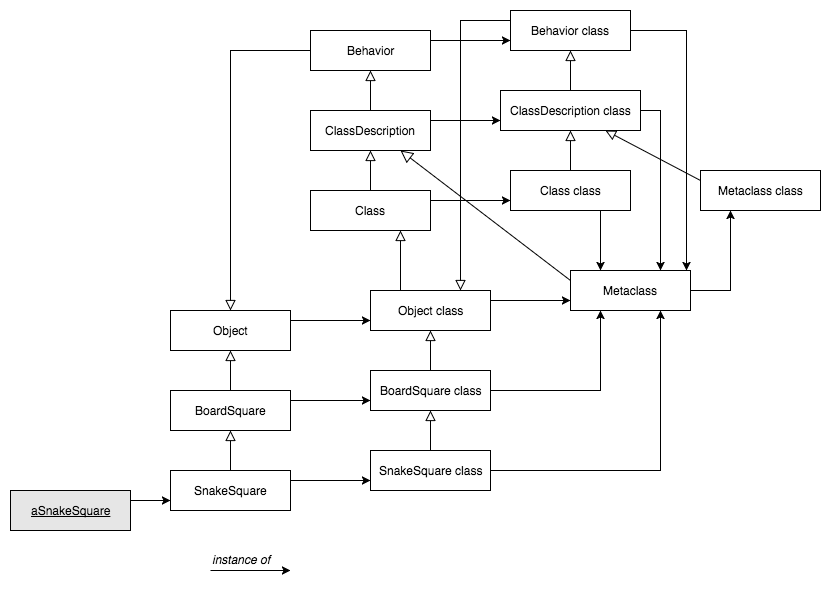 Behavior class
Behavior
ClassDescription class
ClassDescription
Class class
Metaclass class
Class
Metaclass
Object class
Object
BoardSquare class
BoardSquare
SnakeSquare class
SnakeSquare
aSnakeSquare
instance of